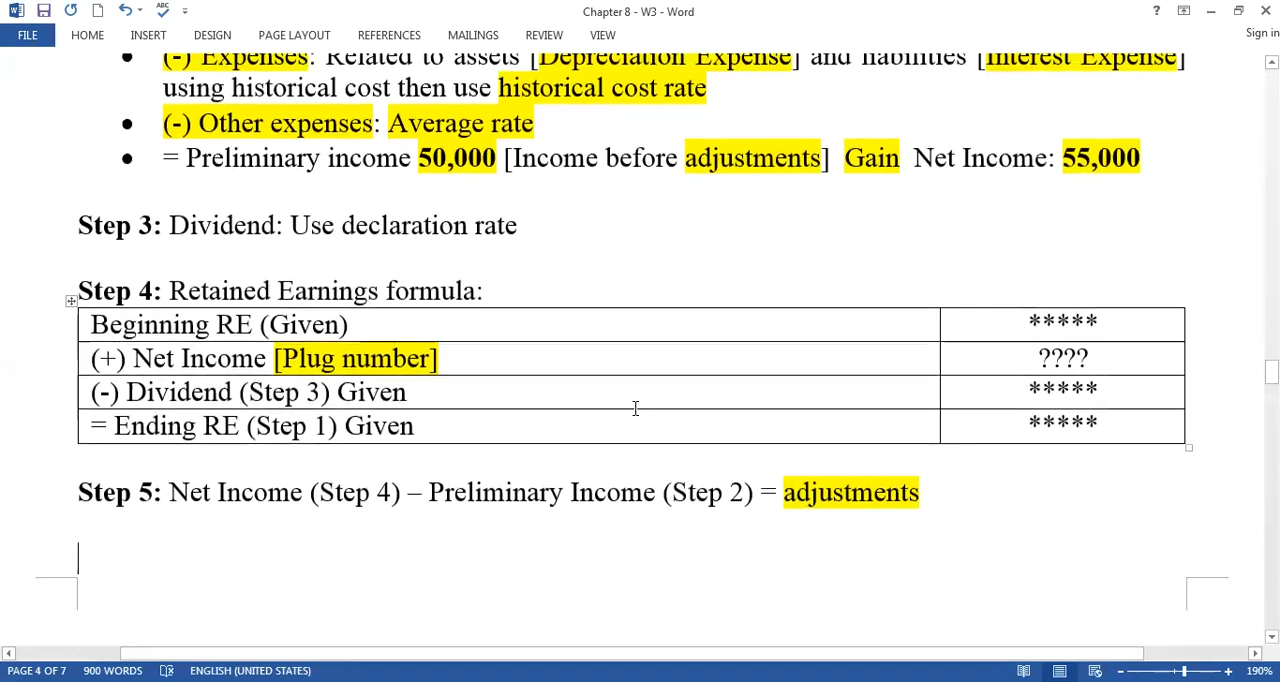 Chapter 8 - W3 - Word
?
FILE HOME INSERT DESIGN PAGE LAYOUT REFERENCES MAILINGS REVIEW VIEW Sign in
• (-) Expenses: Related to assets [Depreciation Expense] and liabilities [Interest Expense]
using historical cost then use historical cost rate
• (-) Other expenses: Average rate
• = Preliminary income 50,000 [Income before adjustments] Gain Net Income: 55,000
Step 3: Dividend: Use declaration rate
Step 4: Retained Earnings formula:
Beginning RE (Given) *****
(+) Net Income [Plug number] ????
(-) Dividend (Step 3) Given *****
= Ending RE (Step 1) Given *****
Step 5: Net Income (Step 4) – Preliminary Income (Step 2) = adjustments
PAGE 4 OF 7 900 WORDS ENGLISH (UNITED STATES) 190%